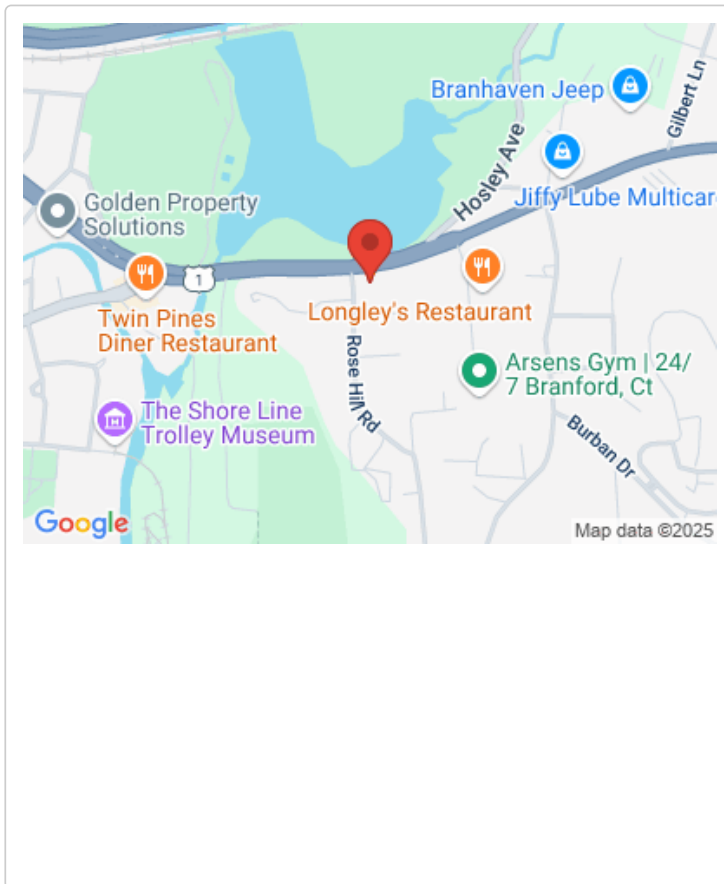 Branhaven Jeep
Gilbert Ln
Hosley Ave
Jiffy Lube Multicar
Golden Property
Solutions
1
Twin Pines
Diner Restaurant
Longley's Restaurant
Rose Hill Rd
Arsens Gym | 24/
7 Branford, Ct
The Shore Line
Trolley Museum
Burban Dr
Google
Map data ©2025